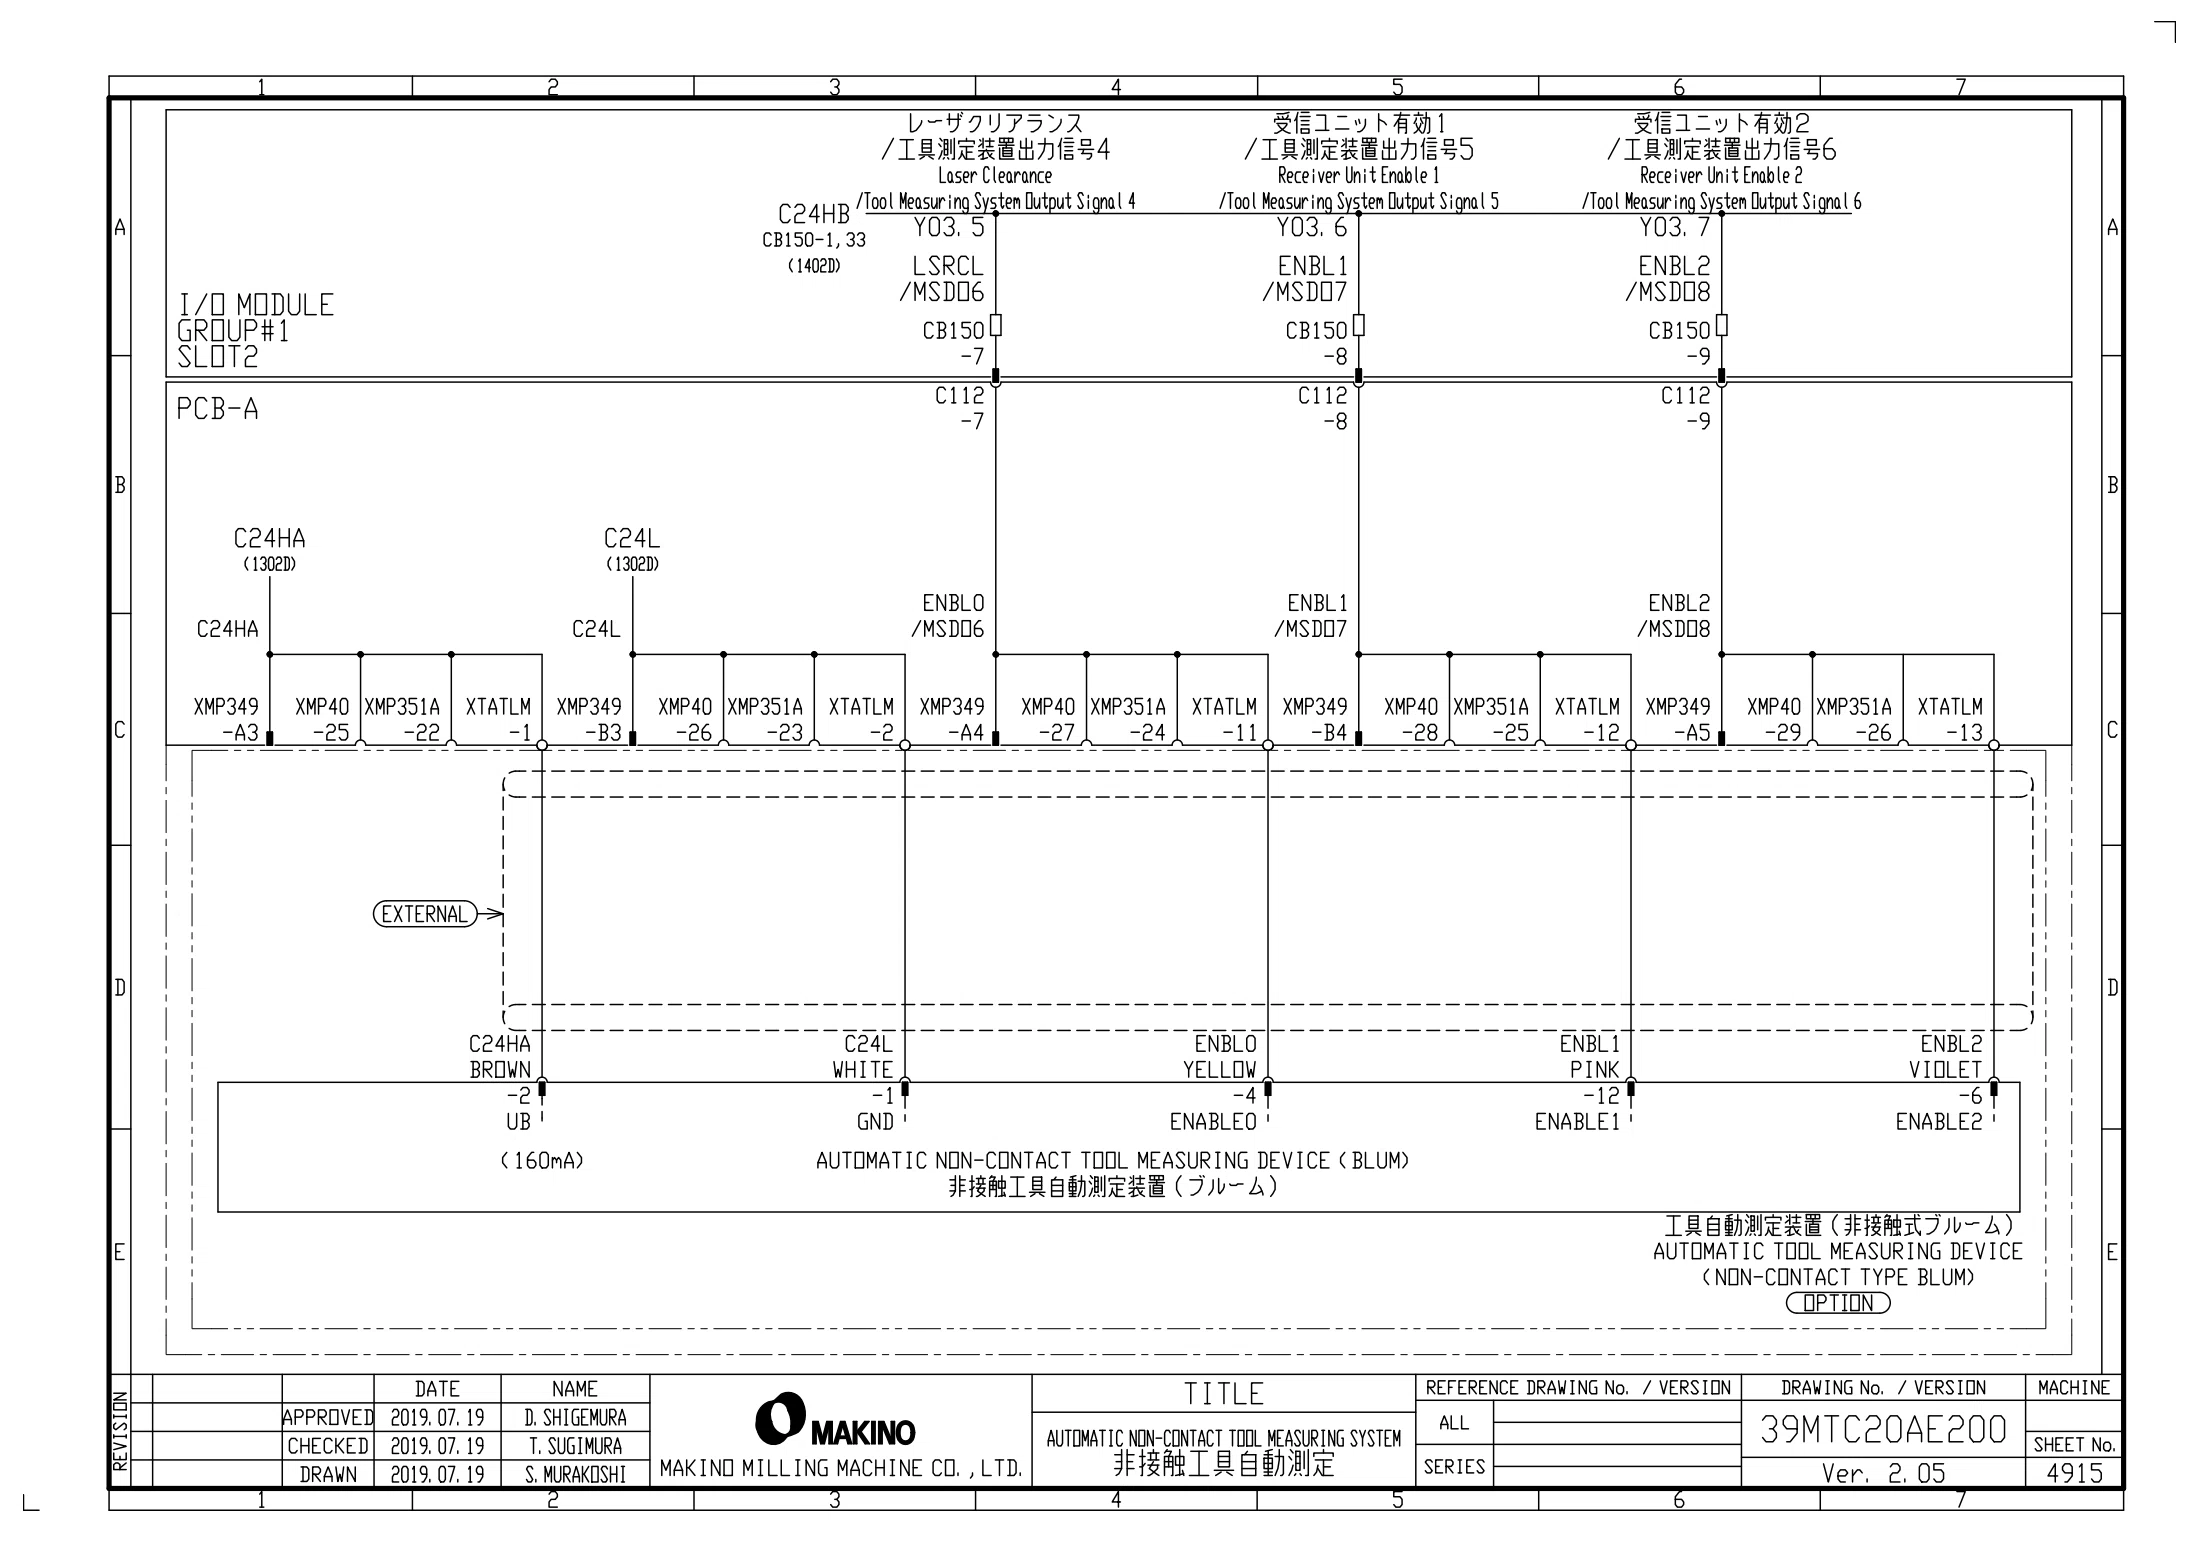 1 2 3 4 5 6 7
A
B
C
D
E
レーザクリアランス
/工具測定装置出力信号4
Laser Clearance
/Tool Measuring System Output Signal 4
受信ユニット有効1
/工具測定装置出力信号5
Receiver Unit Enable 1
/Tool Measuring System Output Signal 5
受信ユニット有効2
/工具測定装置出力信号6
Receiver Unit Enable 2
/Tool Measuring System Output Signal 6
C24HB
CB150-1,33
(1402D)
Y03.5
LSRCL
/MSDO6
CB150
-7
Y03.6
ENBL1
/MSDO7
CB150
-8
Y03.7
ENBL2
/MSDO8
CB150
-9
I/O MODULE
GROUP#1
SLOT2
PCB-A
C112
-7
C112
-8
C112
-9
C24HA
(1302D)
C24HA
C24L
(1302D)
C24L
ENBL0
/MSDO6
ENBL1
/MSDO7
ENBL2
/MSDO8
XMP349 XMP40 XMP351A XTATLM XMP349 XMP40 XMP351A XTATLM XMP349 XMP40 XMP351A XTATLM XMP349 XMP40 XMP351A XTATLM XMP349 XMP40 XMP351A XTATLM
-A3 -25 -22 -1 -B3 -26 -23 -2 -A4 -27 -24 -11 -B4 -28 -25 -12 -A5 -29 -26 -13
EXTERNAL
C24HA C24L ENBL0 ENBL1 ENBL2
BROWN WHITE YELLOW PINK VIOLET
-2 -1 -4 -12 -6
UB GND ENABLE0 ENABLE1 ENABLE2
(160mA) AUTOMATIC NON-CONTACT TOOL MEASURING DEVICE (BLUM)
非接触工具自動測定装置(ブルーム)
工具自動測定装置(非接触式ブルーム)
AUTOMATIC TOOL MEASURING DEVICE
(NON-CONTACT TYPE BLUM)
OPTION
A
B
C
D
E
REVISION
DATE NAME
APPROVED 2019.07.19 D. SHIGEMURA
CHECKED 2019.07.19 T. SUGIMURA
DRAWN 2019.07.19 S. MURAKOSHI
MAKINO
MAKINO MILLING MACHINE CO.,LTD.
TITLE
AUTOMATIC NON-CONTACT TOOL MEASURING SYSTEM
非接触工具自動測定
REFERENCE DRAWING No. / VERSION
ALL
SERIES
DRAWING No. / VERSION
39MTC20AE200
Ver. 2.05
MACHINE
SHEET No.
4915
1 2 3 4 5 6 7